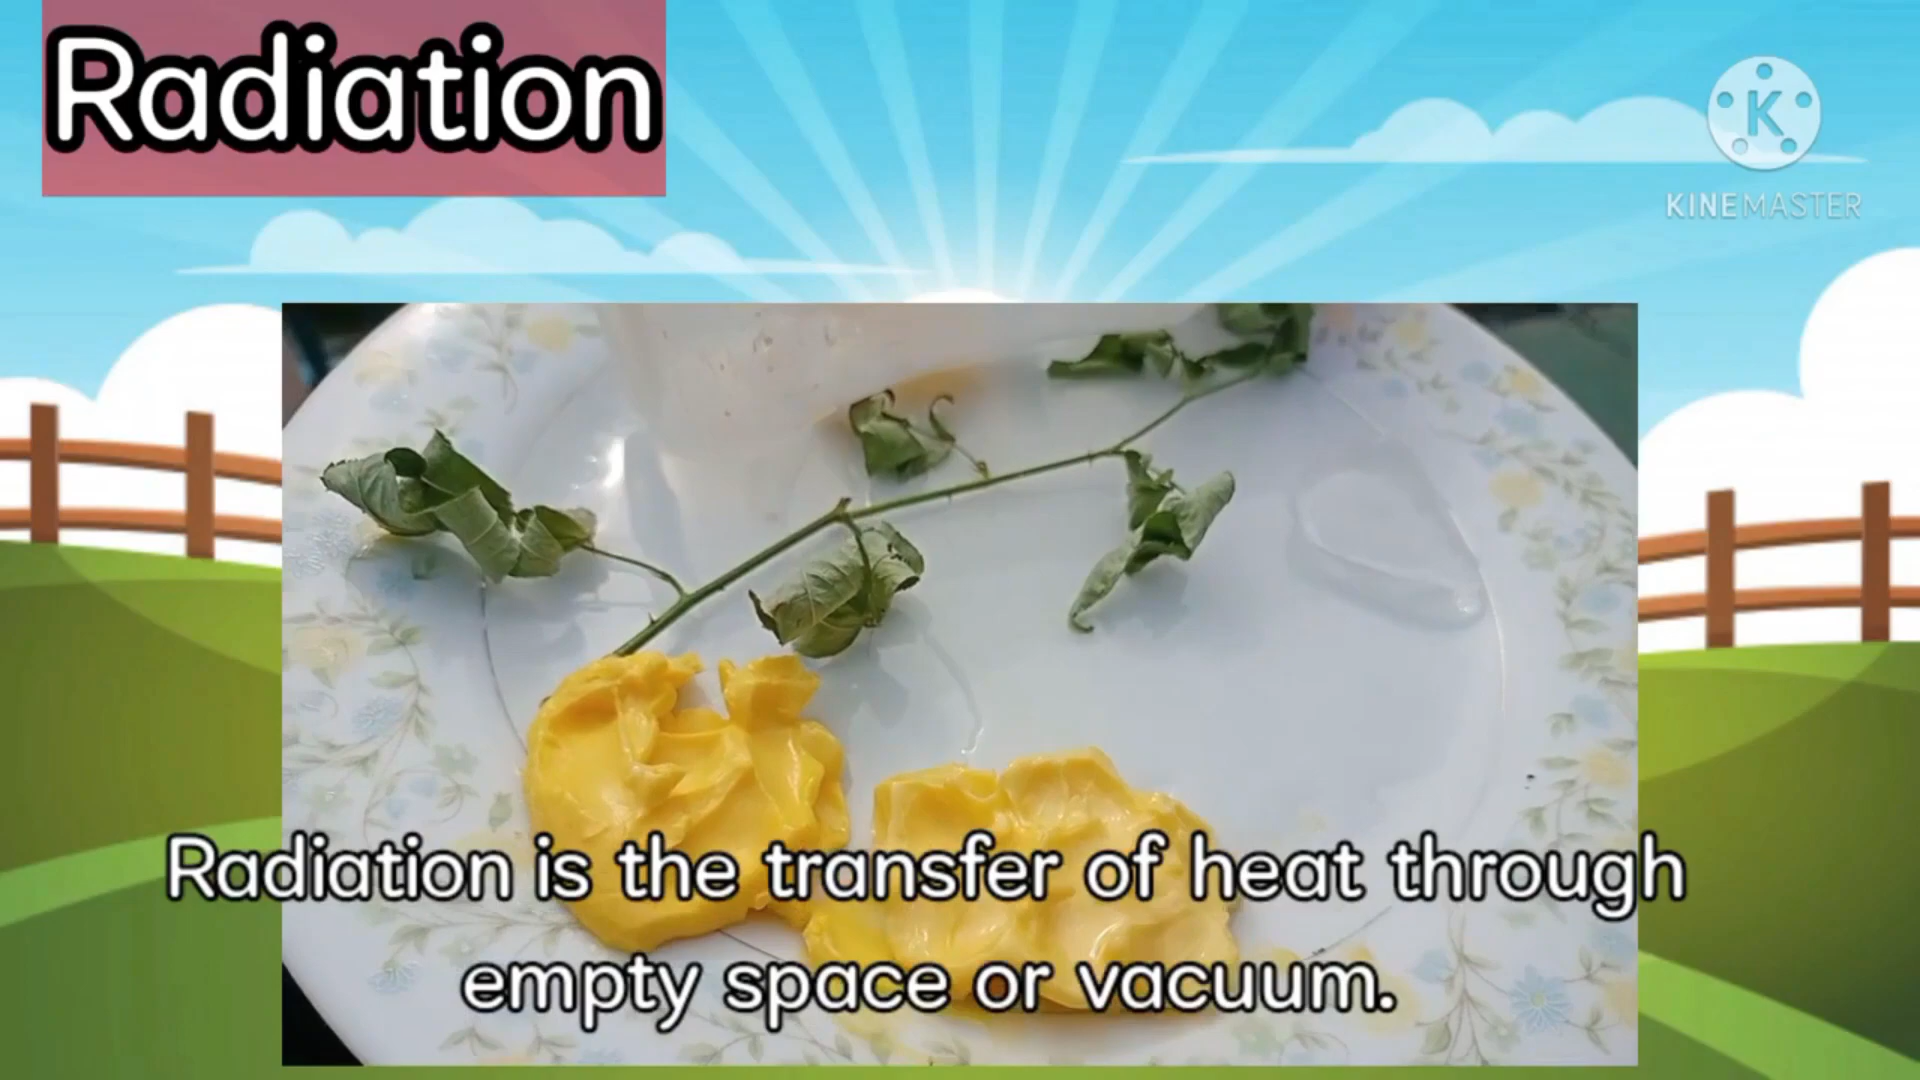 Radiation
K
KINEMASTER
Radiation is the transfer of heat through
empty space or vacuum.